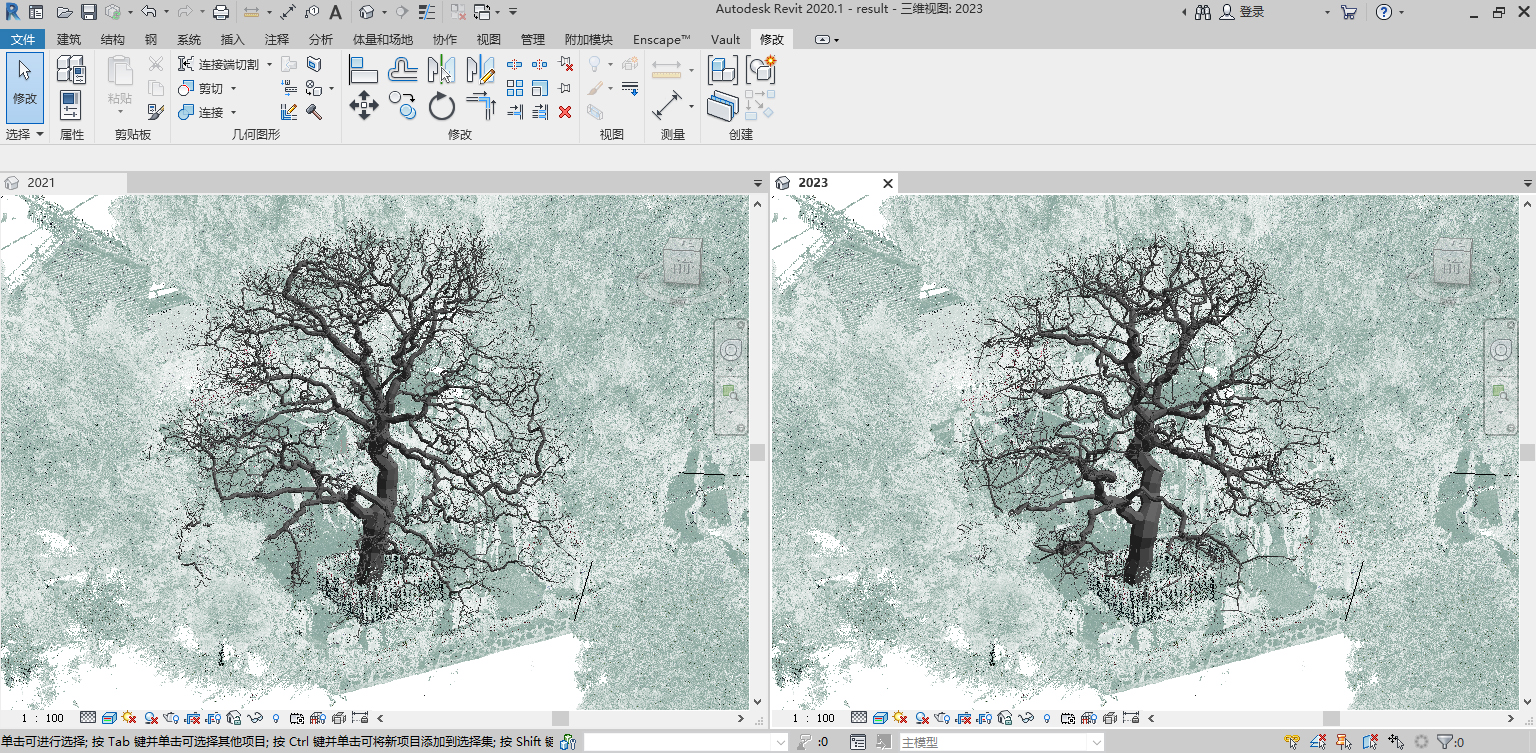 Autodesk Revit 2020.1 - result - 三维视图: 2023
登录
文件 建筑 结构 钢 系统 插入 注释 分析 体量和场地 协作 视图 管理 附加模块 Enscape™ Vault 修改
修改
粘贴
连接端切割
剪切
连接
选择 属性 剪贴板 几何图形 修改 视图 测量 创建
2021
2023
前
前
1 : 100
1 : 100
单击可进行选择; 按 Tab 键并单击可选择其他项目; 按 Ctrl 键并单击可将新项目添加到选择集; 按 Shift 键
:0
主模型
:0